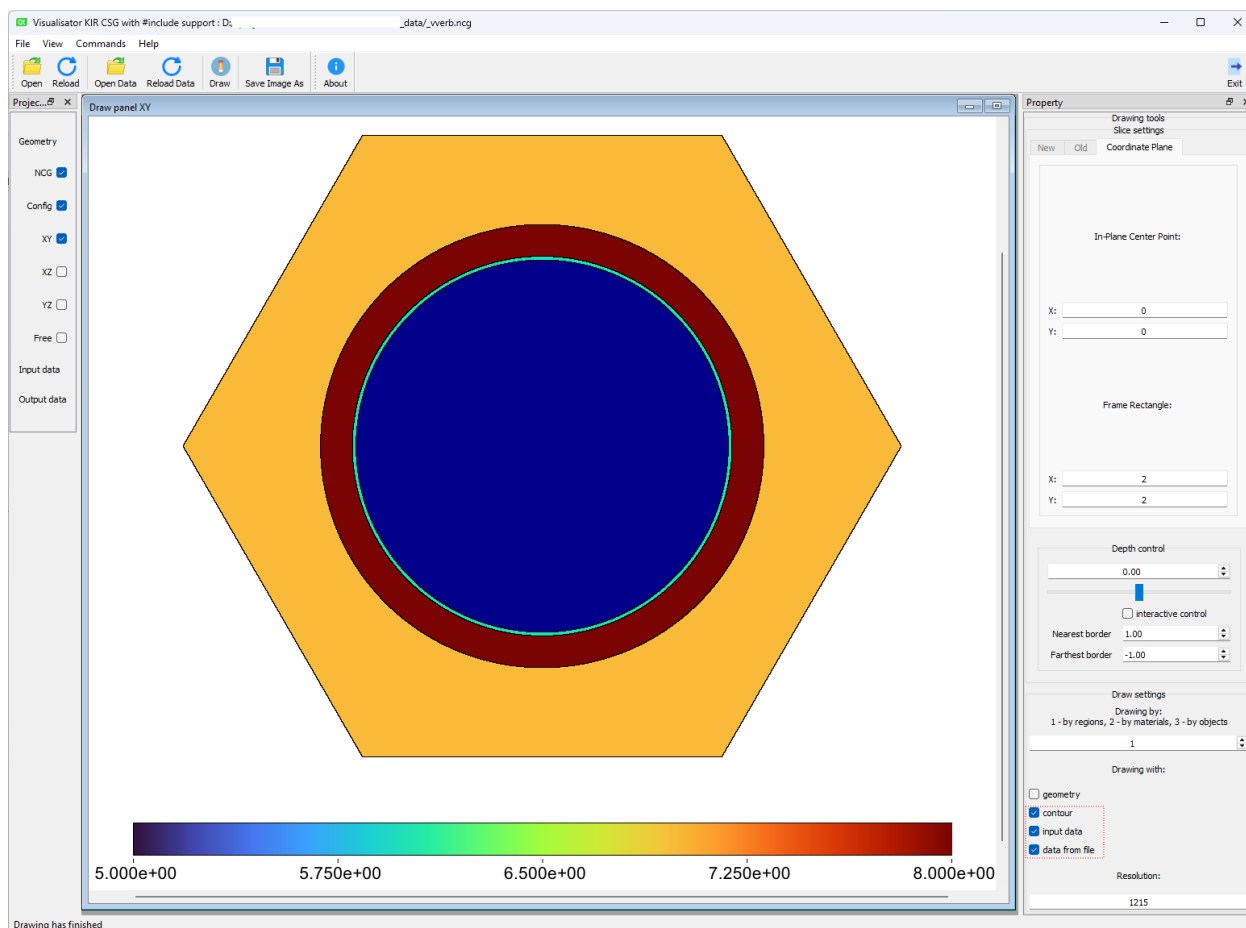 Visualisator KIR CSG with #include support : D: _data/_vverb.ncg
File View Commands Help
Open Reload Open Data Reload Data Draw Save Image As About Exit
Projec...
Geometry
NCG
Config
XY
XZ
YZ
Free
Input data
Output data
Draw panel XY
5.000e+00 5.750e+00 6.500e+00 7.250e+00 8.000e+00
Property
Drawing tools
Slice settings
New Old Coordinate Plane
In-Plane Center Point:
X: 0
Y: 0
Frame Rectangle:
X: 2
Y: 2
Depth control
0.00
interactive control
Nearest border 1.00
Farthest border -1.00
Draw settings
Drawing by:
1 - by regions, 2 - by materials, 3 - by objects
1
Drawing with:
geometry
contour
input data
data from file
Resolution:
1215
Drawing has finished